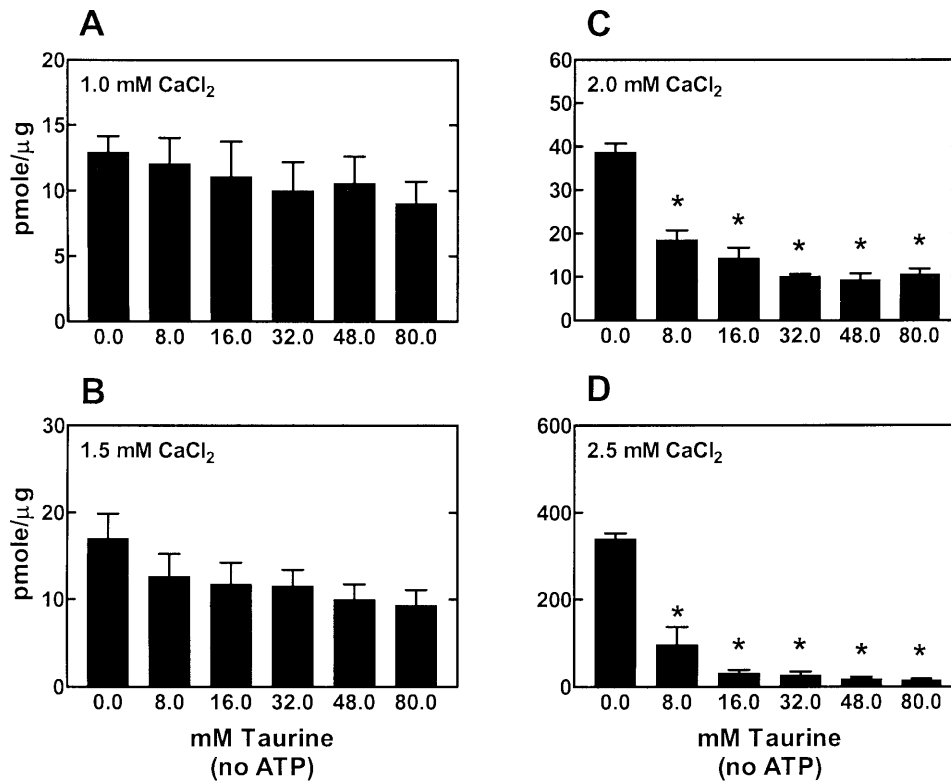 A
20
15
10
5
0
pmole/μg
1.0 mM CaCl₂
0.0 8.0 16.0 32.0 48.0 80.0
B
30
20
10
0
pmole/μg
1.5 mM CaCl₂
0.0 8.0 16.0 32.0 48.0 80.0
mM Taurine
(no ATP)
C
60
50
40
30
20
10
0
2.0 mM CaCl₂
* * * * *
0.0 8.0 16.0 32.0 48.0 80.0
D
600
400
200
0
2.5 mM CaCl₂
* * * * *
0.0 8.0 16.0 32.0 48.0 80.0
mM Taurine
(no ATP)